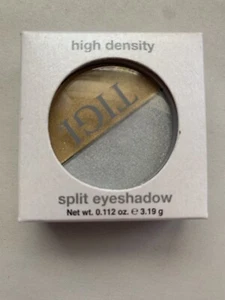 high density
TIGI
split eyeshadow
Net wt. 0.112 oz. e 3.19 g